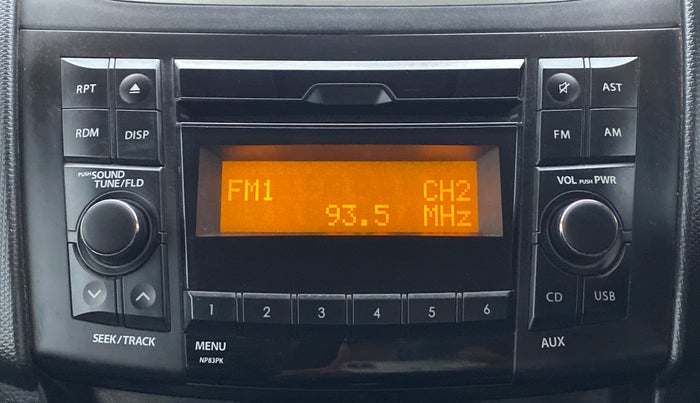 RPT
AST
RDM DISP
FM AM
PUSH SOUND
TUNE/FLD
VOL PUSH PWR
FM1 CH2
93.5 MHz
1 2 3 4 5 6
CD USB
SEEK/TRACK
MENU
NP83PK
AUX